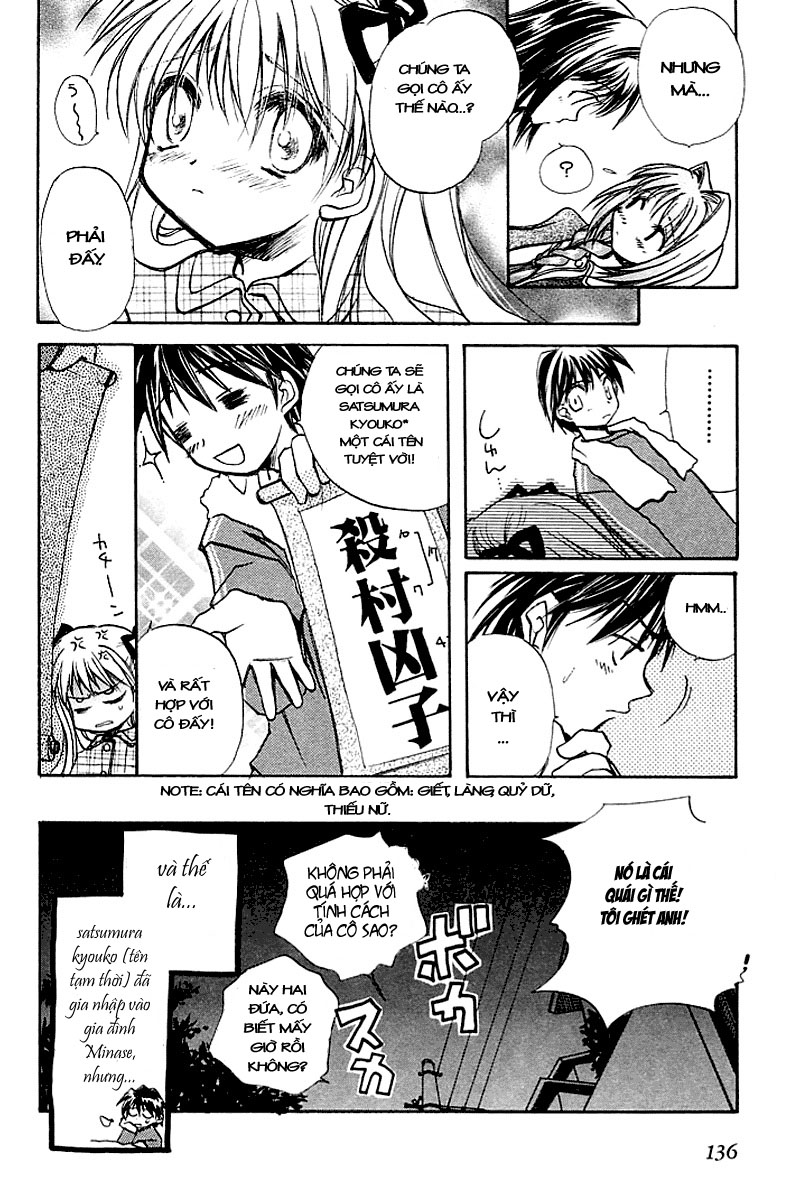 NHƯNG
MÀ...
?
CHÚNG TA
GỌI CÔ ẤY
THẾ NÀO...?
う～
PHẢI
ĐẤY.
..........
しゅん...
HMM..
VẬY
THÌ
...
CHÚNG TA SẼ
GỌI CÔ ẤY LÀ
SATSUMURA
KYOUKO*
MỘT CÁI TÊN
TUYỆT VỜI!
殺村凶子
VÀ RẤT
HỢP VỚI
CÔ ĐẤY!
NOTE: CÁI TÊN CÓ NGHĨA BAO GỒM: GIẾT, LÀNG, QUỶ DỮ,
THIẾU NỮ.
NÓ LÀ CÁI
QUÁI GÌ THẾ!
TÔI GHÉT ANH!
!
KHÔNG PHẢI
QUÁ HỢP VỚI
TÍNH CÁCH
CỦA CÔ SAO?
ボカ
スカ
NÀY HAI
ĐỨA, CÓ
BIẾT MẤY
GIỜ RỒI
KHÔNG?
và thế
là...
satsumura
kyouko (tên
tạm thời) đã
gia nhập vào
gia đình
Minase,
nhưng...
136